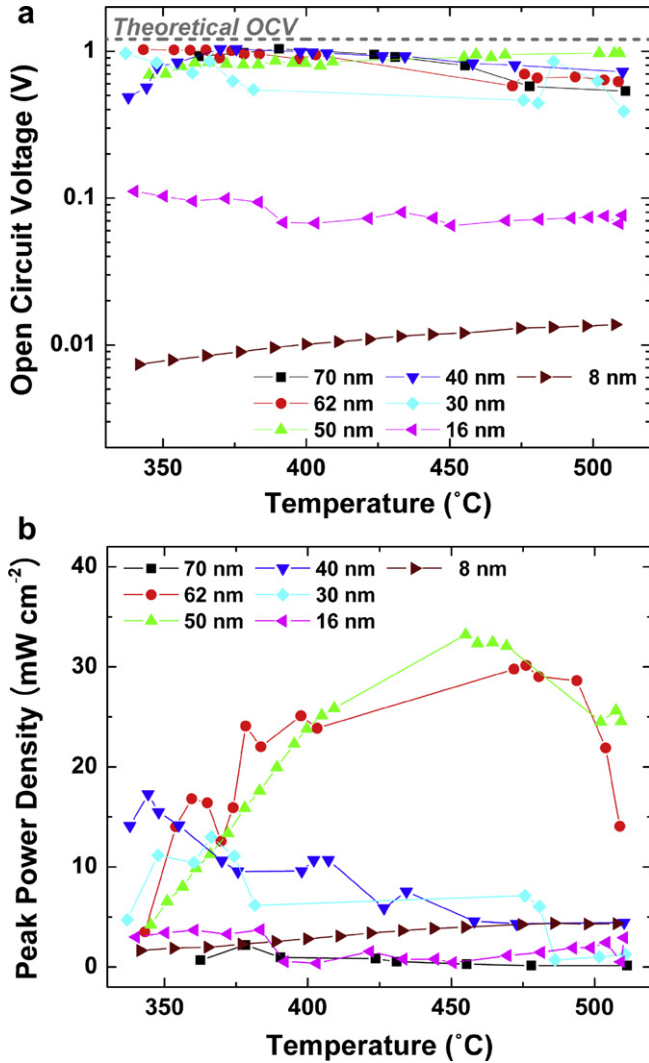 a
Theoretical OCV
1
0.1
0.01
Open Circuit Voltage (V)
70 nm 40 nm 8 nm
62 nm 30 nm
50 nm 16 nm
350 400 450 500
Temperature (˚C)
b
40
30
20
10
0
Peak Power Density (mW cm⁻²)
70 nm 40 nm 8 nm
62 nm 30 nm
50 nm 16 nm
350 400 450 500
Temperature (˚C)